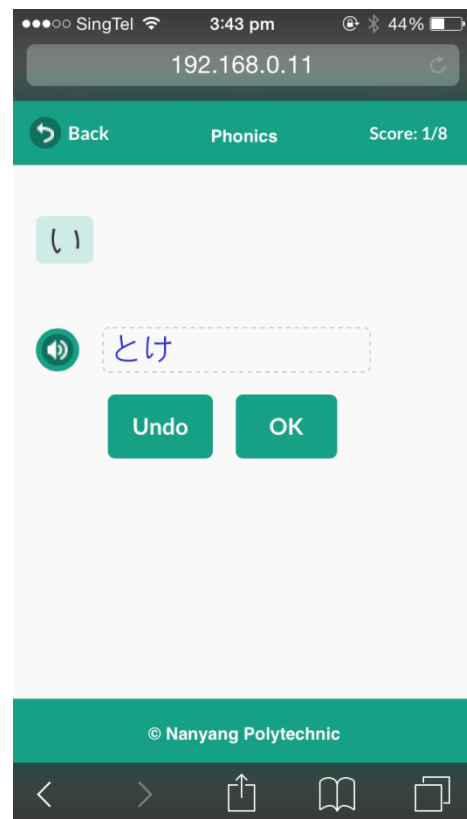 SingTel 3:43 pm 44%
192.168.0.11
Back Phonics Score: 1/8
い
とけ
Undo OK
© Nanyang Polytechnic